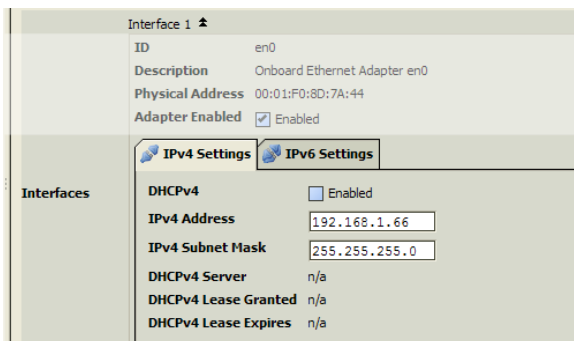 Interface 1
ID en0
Description Onboard Ethernet Adapter en0
Physical Address 00:01:F0:8D:7A:44
Adapter Enabled Enabled
IPv4 Settings IPv6 Settings
Interfaces
DHCPv4 Enabled
IPv4 Address 192.168.1.66
IPv4 Subnet Mask 255.255.255.0
DHCPv4 Server n/a
DHCPv4 Lease Granted n/a
DHCPv4 Lease Expires n/a